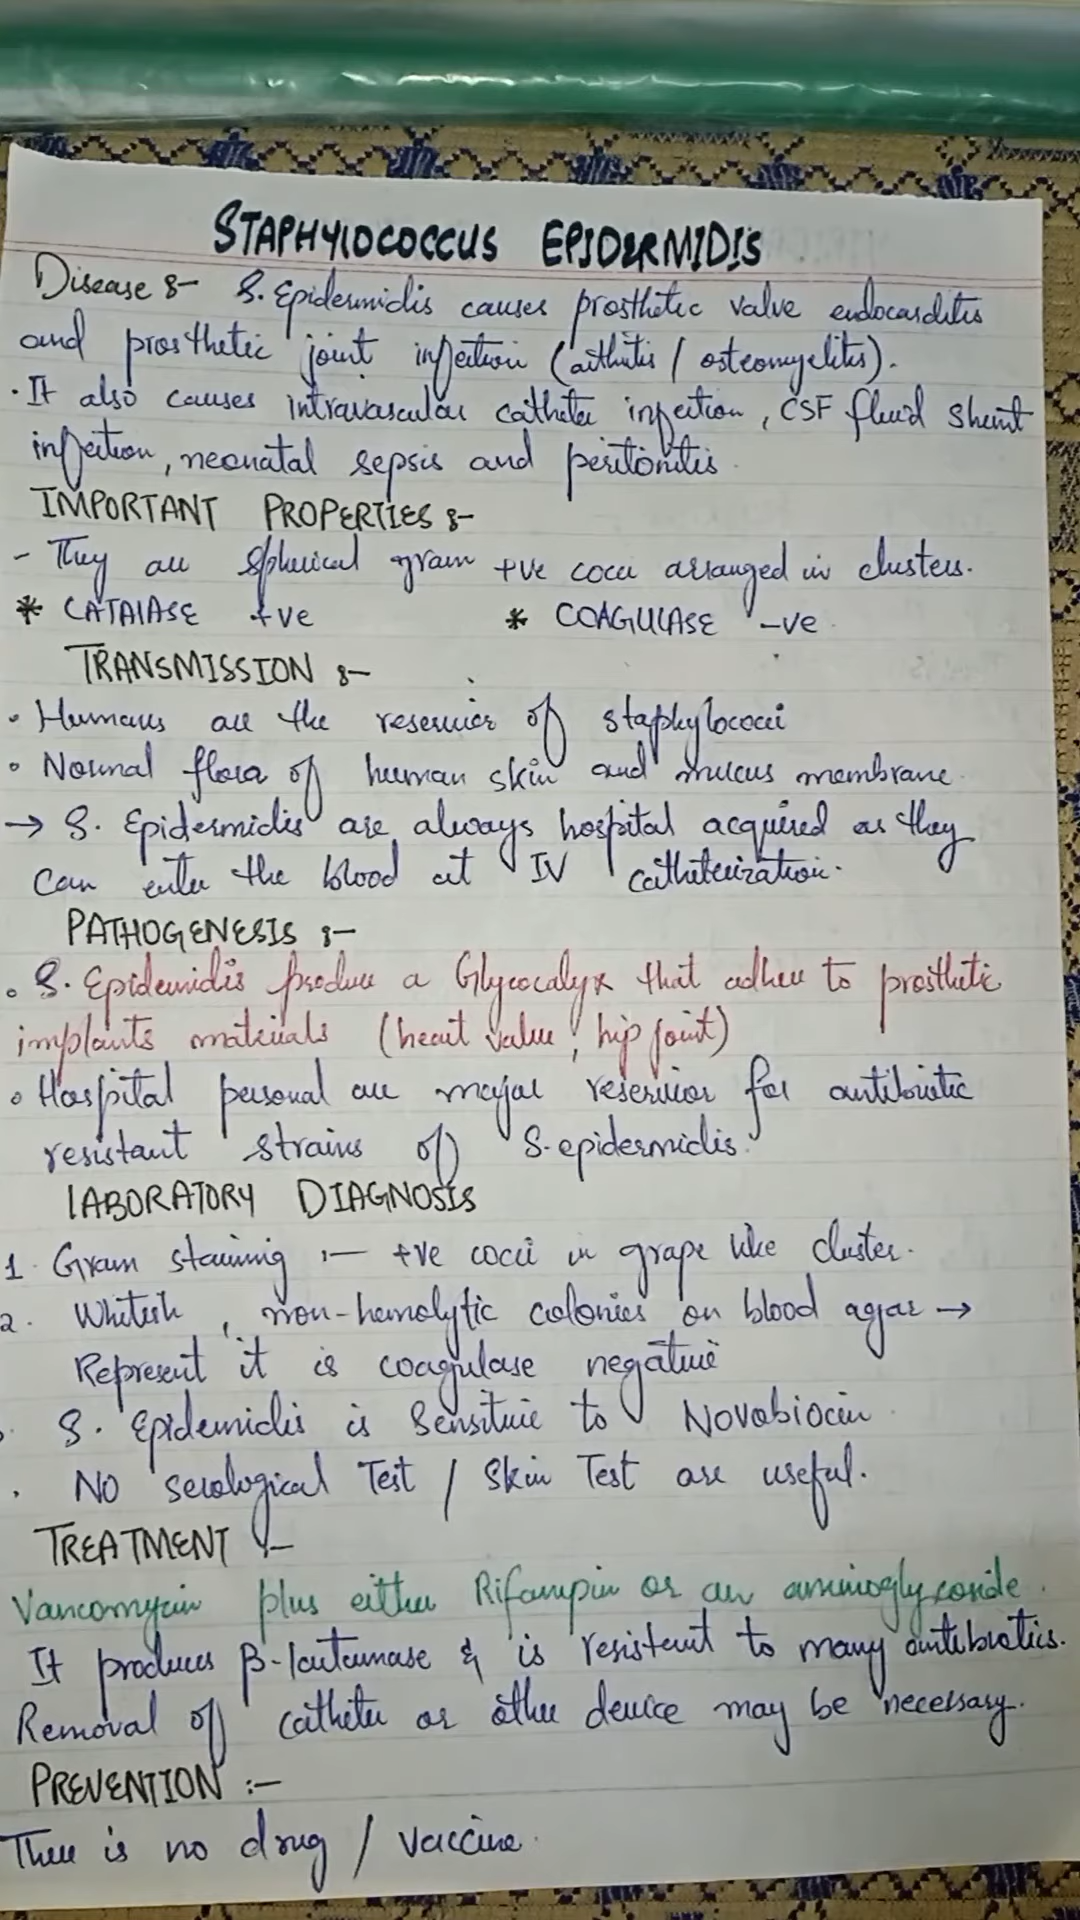 STAPHYLOCOCCUS EPIDERMIDIS
Disease :- S. Epidermidis causes prosthetic valve endocarditis
and prosthetic joint infection (arthritis / osteomyelitis).
· It also causes intravascular catheter infection, CSF fluid shunt
infection, neonatal sepsis and peritonitis.
IMPORTANT PROPERTIES :-
- They are spherical gram +ve cocci arranged in clusters.
* CATALASE +ve * COAGULASE -ve
TRANSMISSION :-
• Humans are the reservior of staphylococci
• Normal flora of human skin and mucus membrane.
→ S. Epidermidis are always hospital acquired as they
can enter the blood at IV catheterization.
PATHOGENESIS :-
• S. Epidermidis produce a Glycocalyx that adhere to prosthetic
implants materials (heart valve, hip joint)
• Hospital personal are major reservior for antibiotic
resistant strains of S. epidermidis.
LABORATORY DIAGNOSIS
1. Gram staining :- +ve cocci in grape like cluster.
2. Whitish, non-hemolytic colonies on blood agar →
Represent it is coagulase negative
S. Epidermidis is Sensitive to Novobiocin.
. NO serological Test / Skin Test are useful.
TREATMENT :-
Vancomycin plus either Rifampin or an aminoglycoside.
It produces β-lactamase & is resistant to many antibiotics.
Removal of catheter or other device may be necessary.
PREVENTION :-
There is no drug / vaccine.